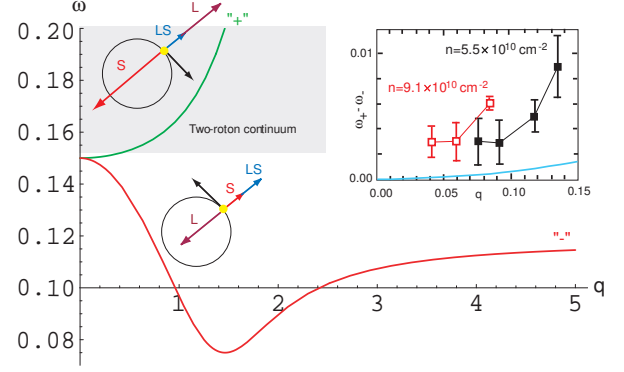 ω
L
"+"
LS
S
Two-roton continuum
0.20
0.18
0.16
0.14
0.12
0.10
0.08
LS
S
L
"-"
1
2
3
4
5
q
n=5.5×10¹⁰ cm⁻²
n=9.1×10¹⁰ cm⁻²
ω₊- ω₋
0.01
0.00
0.00
0.05
0.10
0.15
q